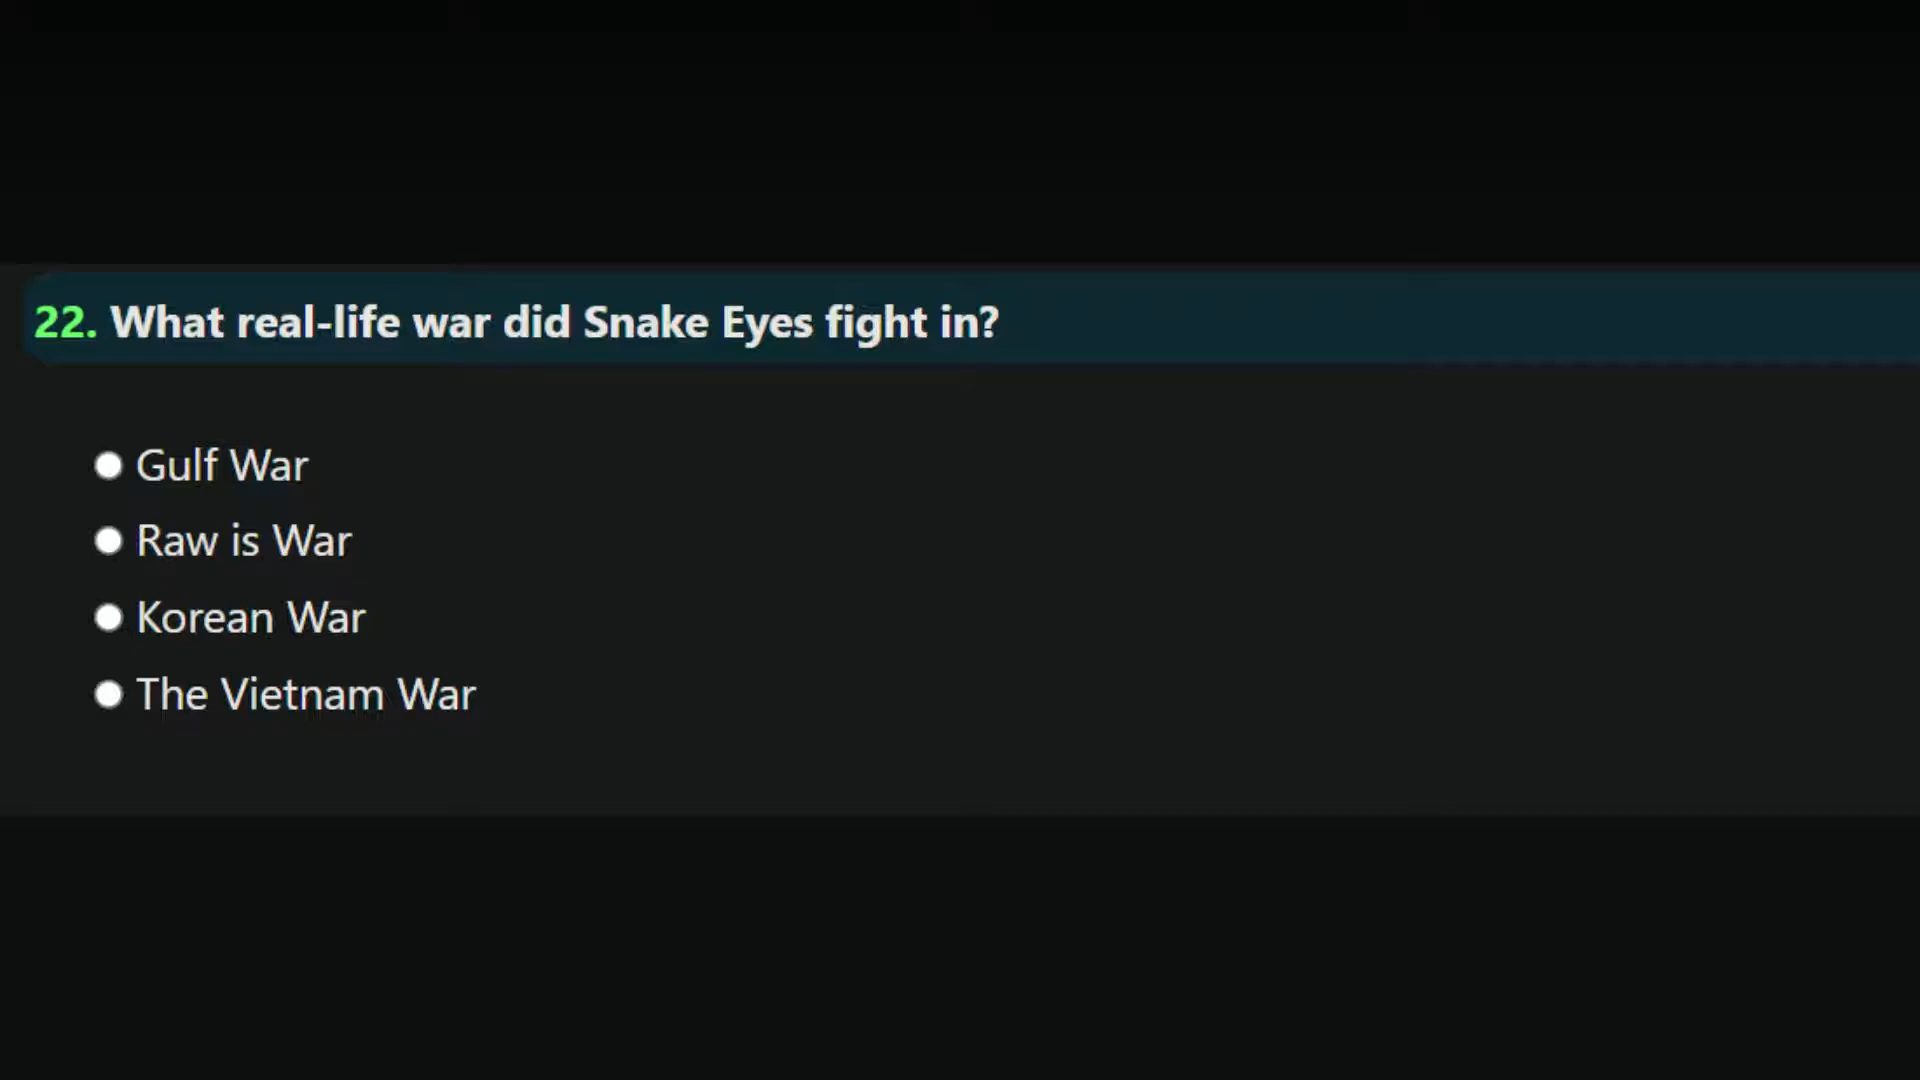 22. What real-life war did Snake Eyes fight in?
Gulf War
Raw is War
Korean War
The Vietnam War